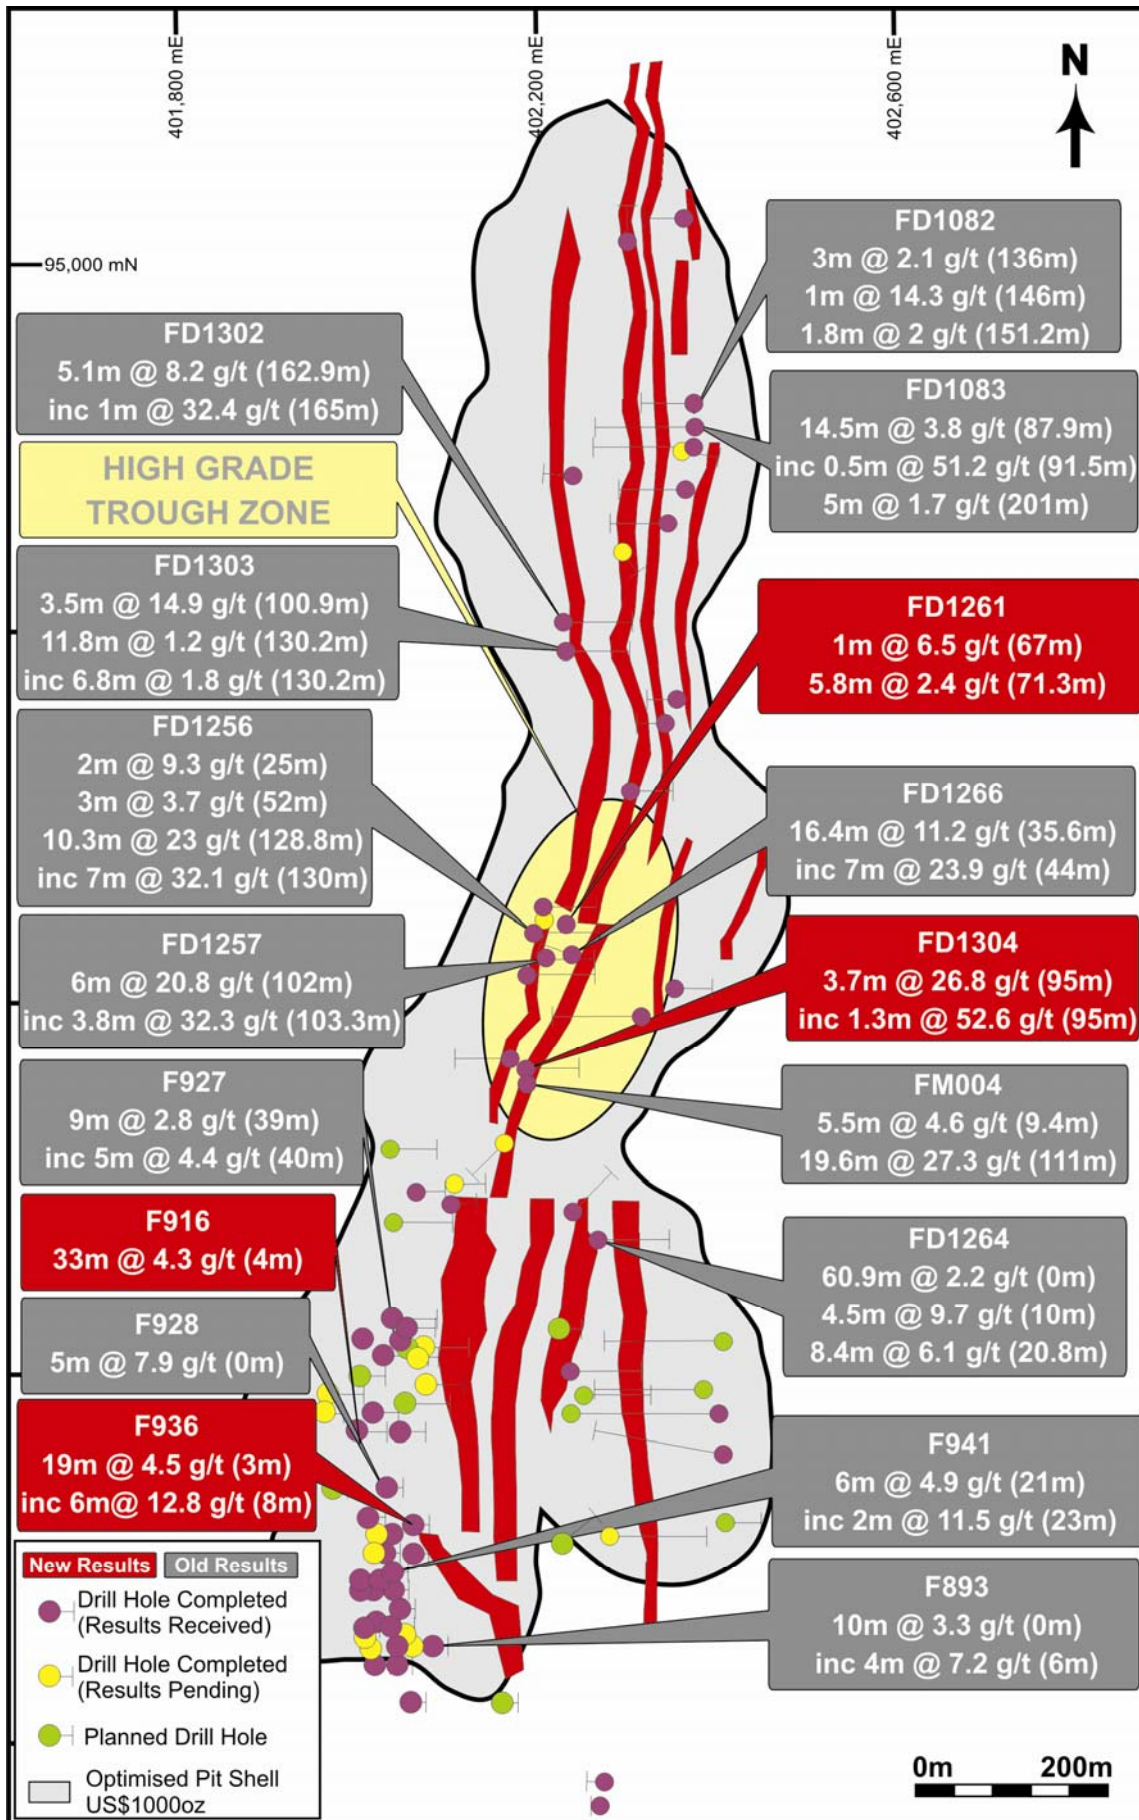 401,800 mE
402,200 mE
402,600 mE
N
95,000 mN
FD1082
3m @ 2.1 g/t (136m)
1m @ 14.3 g/t (146m)
1.8m @ 2 g/t (151.2m)
FD1302
5.1m @ 8.2 g/t (162.9m)
inc 1m @ 32.4 g/t (165m)
FD1083
14.5m @ 3.8 g/t (87.9m)
inc 0.5m @ 51.2 g/t (91.5m)
5m @ 1.7 g/t (201m)
HIGH GRADE
TROUGH ZONE
FD1303
3.5m @ 14.9 g/t (100.9m)
11.8m @ 1.2 g/t (130.2m)
inc 6.8m @ 1.8 g/t (130.2m)
FD1261
1m @ 6.5 g/t (67m)
5.8m @ 2.4 g/t (71.3m)
FD1256
2m @ 9.3 g/t (25m)
3m @ 3.7 g/t (52m)
10.3m @ 23 g/t (128.8m)
inc 7m @ 32.1 g/t (130m)
FD1266
16.4m @ 11.2 g/t (35.6m)
inc 7m @ 23.9 g/t (44m)
FD1257
6m @ 20.8 g/t (102m)
inc 3.8m @ 32.3 g/t (103.3m)
FD1304
3.7m @ 26.8 g/t (95m)
inc 1.3m @ 52.6 g/t (95m)
F927
9m @ 2.8 g/t (39m)
inc 5m @ 4.4 g/t (40m)
FM004
5.5m @ 4.6 g/t (9.4m)
19.6m @ 27.3 g/t (111m)
F916
33m @ 4.3 g/t (4m)
FD1264
60.9m @ 2.2 g/t (0m)
4.5m @ 9.7 g/t (10m)
8.4m @ 6.1 g/t (20.8m)
F928
5m @ 7.9 g/t (0m)
F936
19m @ 4.5 g/t (3m)
inc 6m@ 12.8 g/t (8m)
F941
6m @ 4.9 g/t (21m)
inc 2m @ 11.5 g/t (23m)
F893
10m @ 3.3 g/t (0m)
inc 4m @ 7.2 g/t (6m)
New Results
Old Results
Drill Hole Completed
(Results Received)
Drill Hole Completed
(Results Pending)
Planned Drill Hole
Optimised Pit Shell
US$1000oz
0m
200m